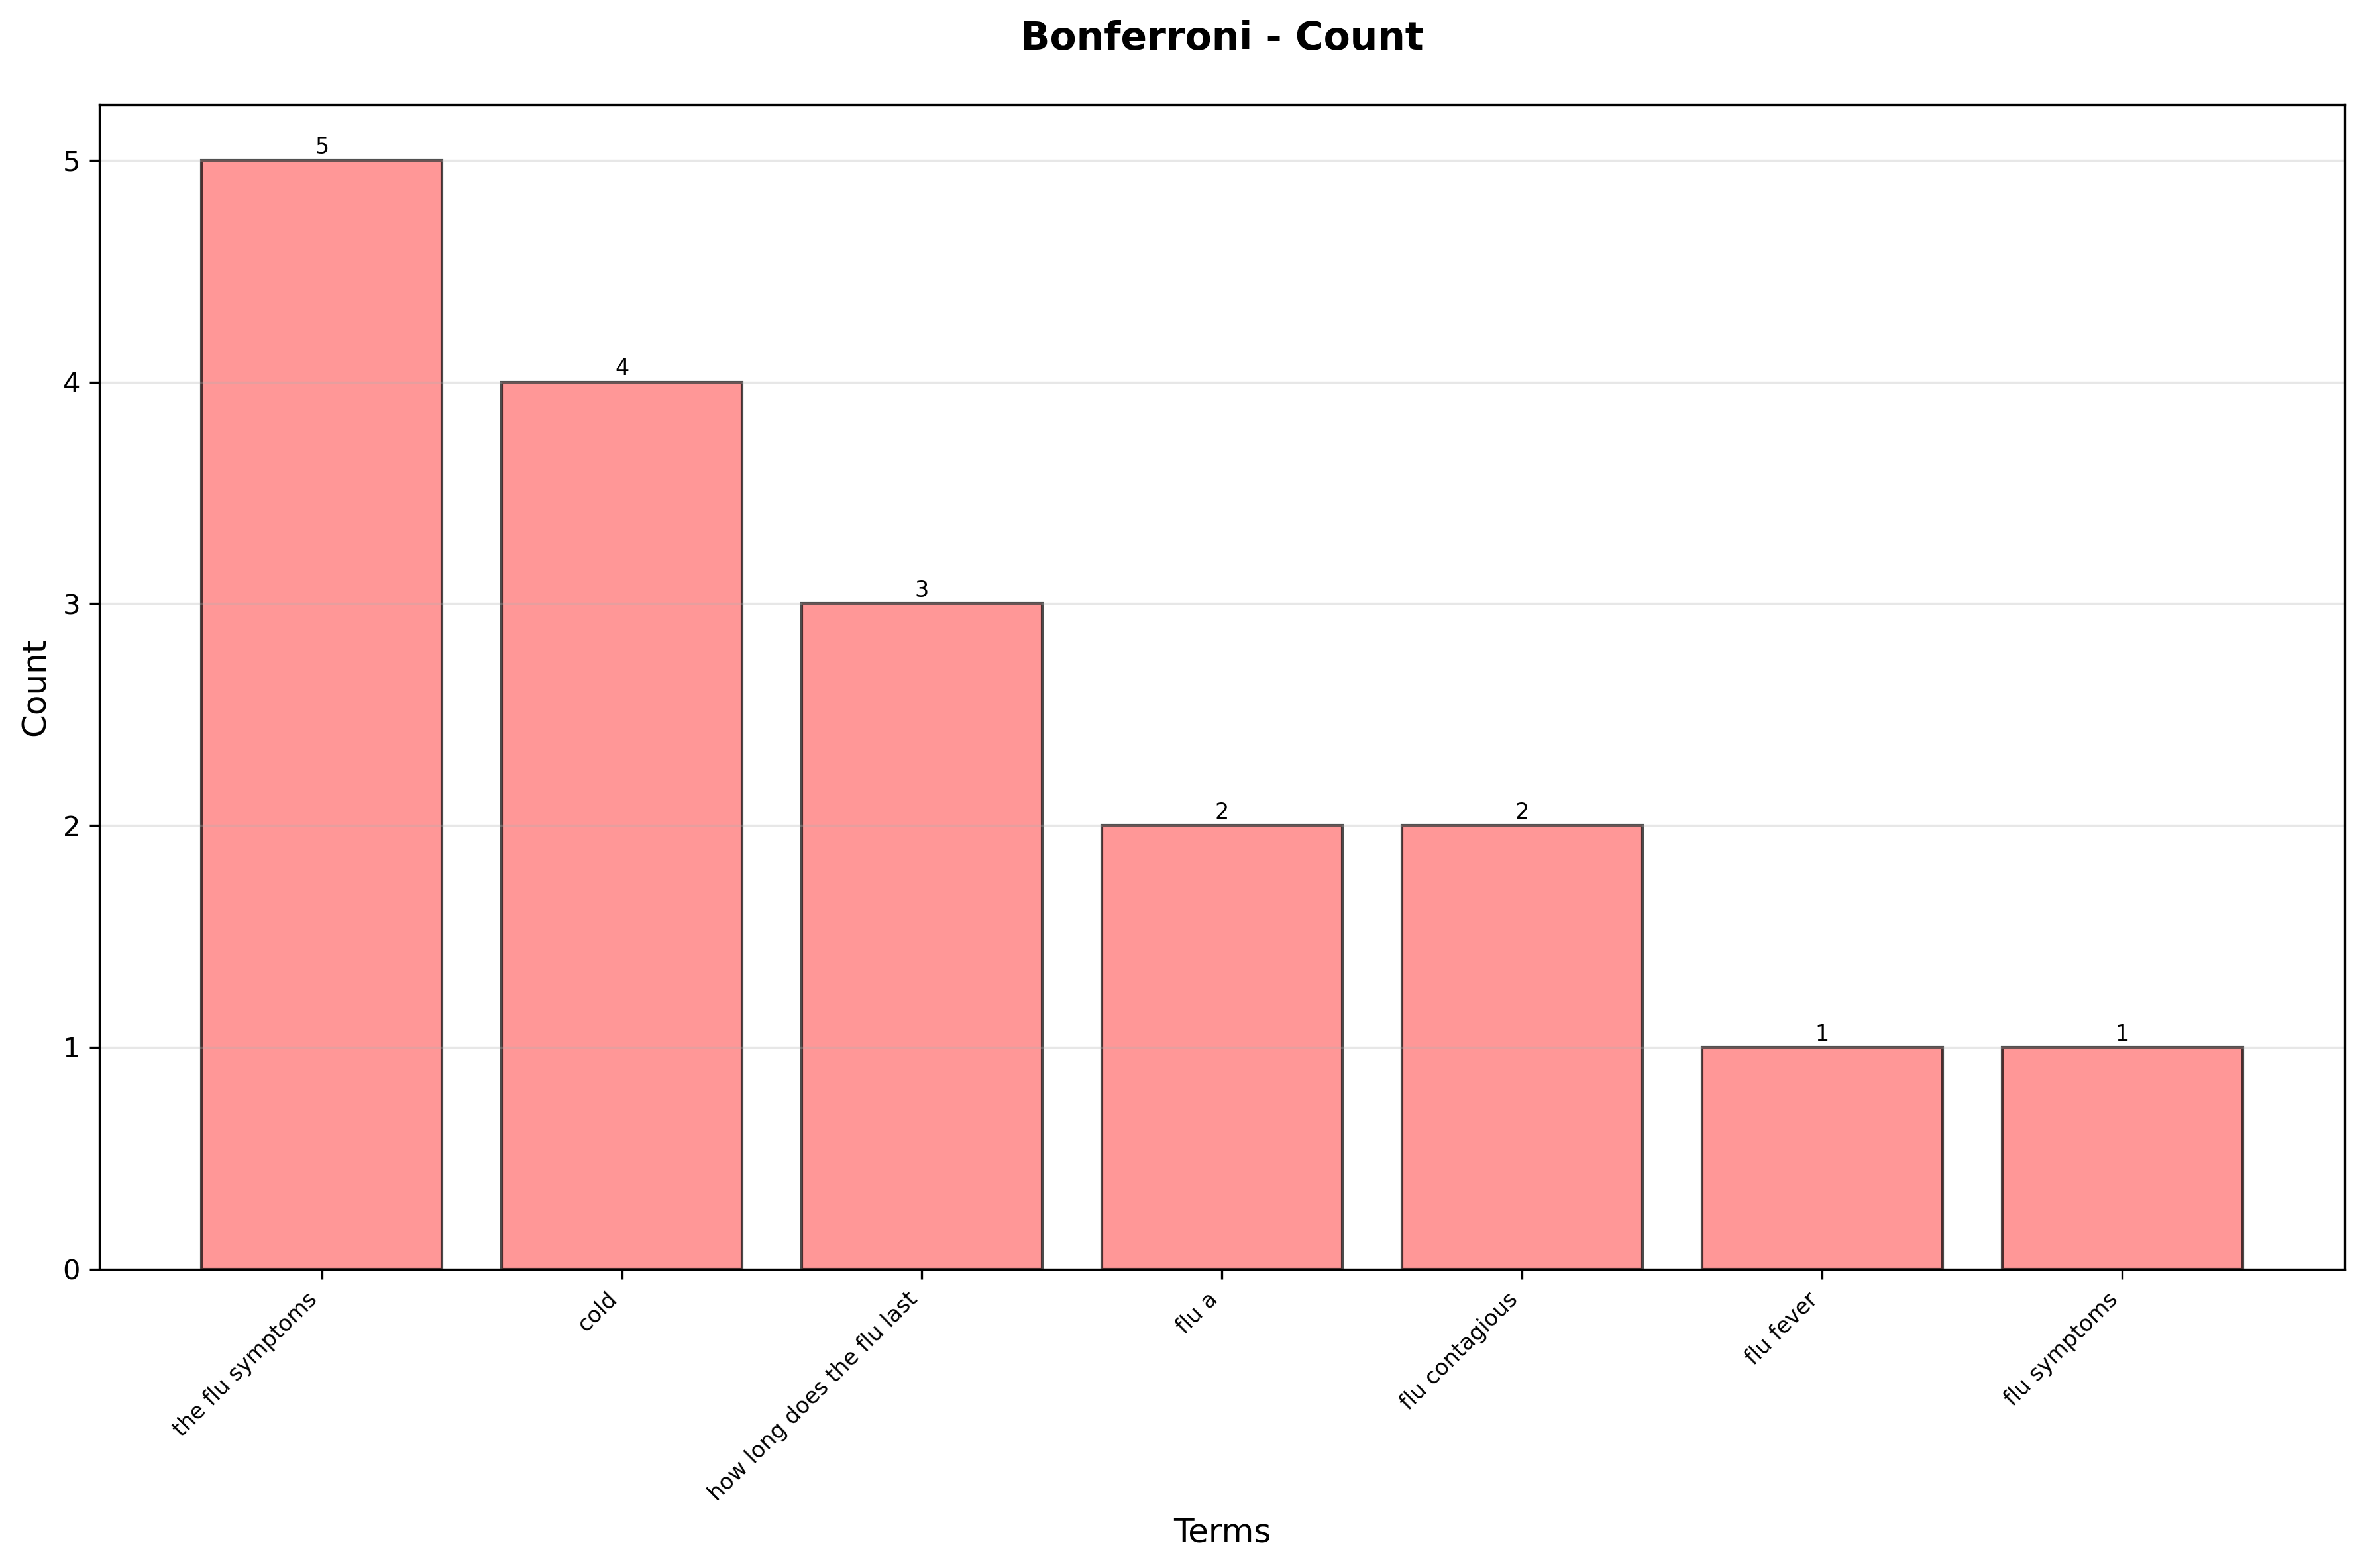 Bonferroni - Count
Count
5
4
3
2
1
0
5
4
3
2
2
1
1
the flu symptoms
cold
how long does the flu last
flu a
flu contagious
flu fever
flu symptoms
Terms